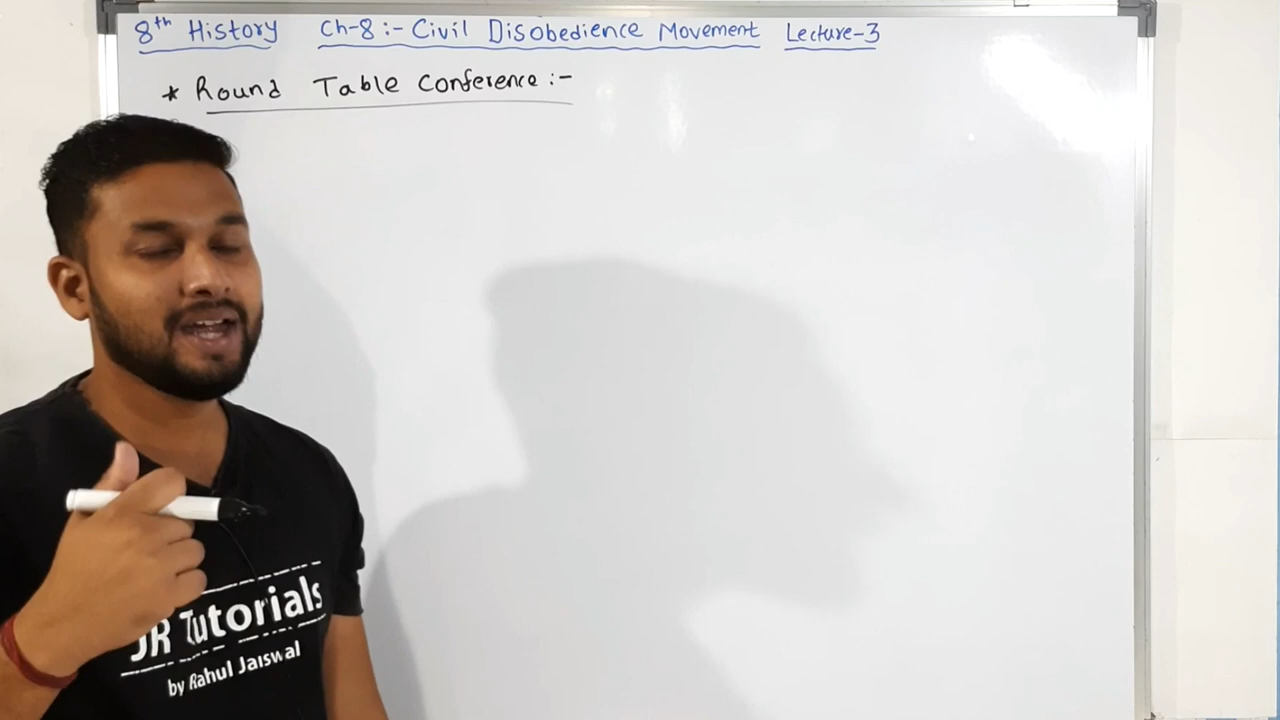 8th History Ch-8:- Civil Disobedience Movement Lecture-3
* Round Table Conference:-
JR Tutorials
by Rahul Jaiswal